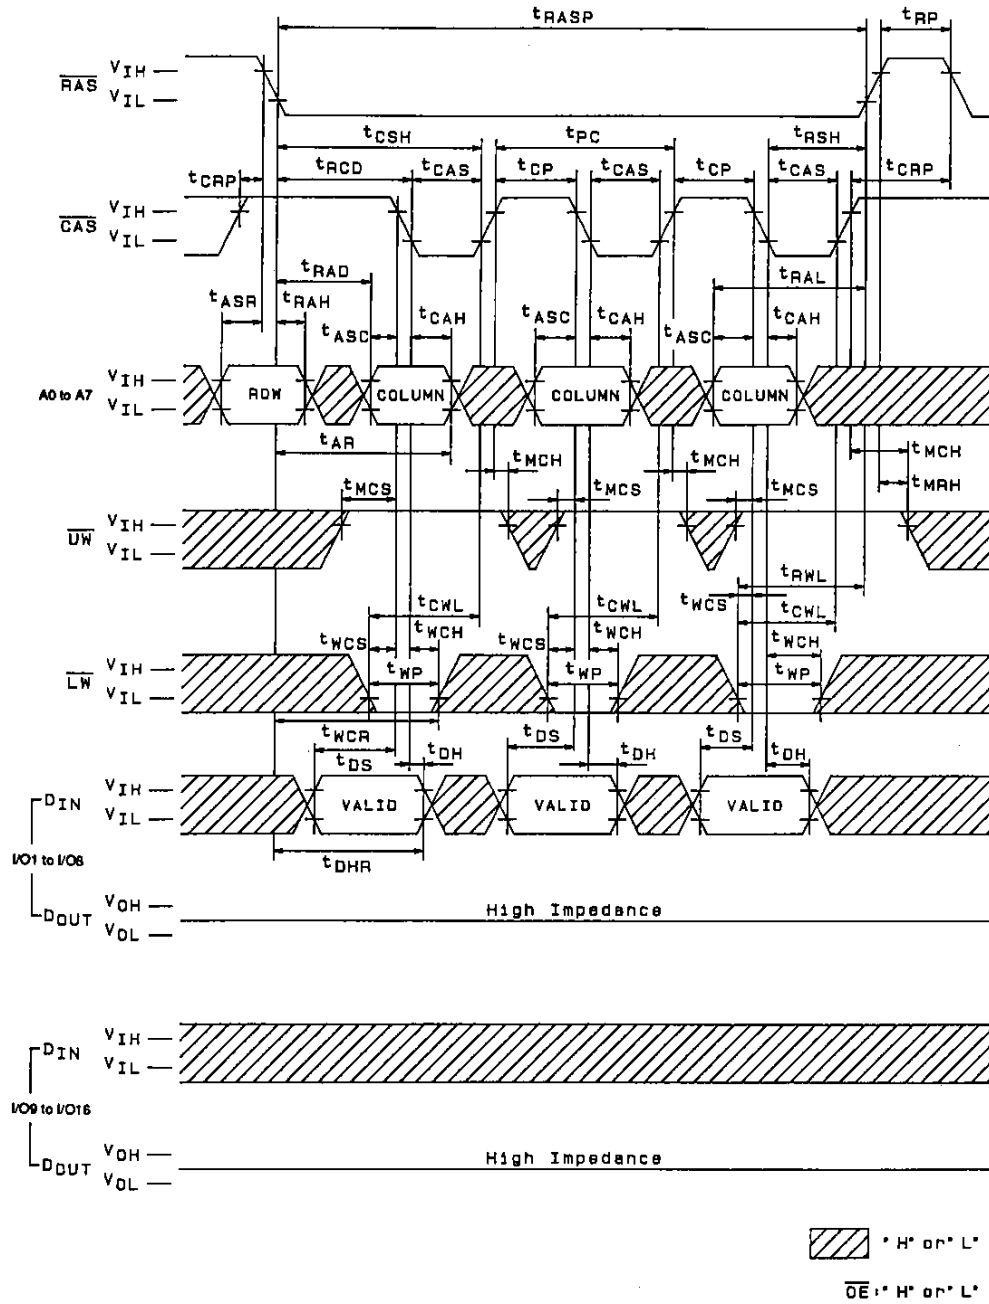 tRASP
tRP
RAS
VIH
VIL
tCSH
tPC
tRSH
tCRP
tRCD
tCAS
tCP
tCAS
tCP
tCAS
tCRP
CAS
VIH
VIL
tRAD
tRAL
tASR
tRAH
tASC
tCAH
tASC
tCAH
tASC
tCAH
A0 to A7
VIH
VIL
ROW
COLUMN
COLUMN
COLUMN
tAR
tMCH
tMCH
tMCH
tMCS
tMCS
tMCS
tMRH
UW
VIH
VIL
tRWL
tCWL
tCWL
tWCS
tCWL
tWCS
tWCH
tWCS
tWCH
tWCH
tWP
tWP
tWP
LW
VIH
VIL
tWCR
tDS
tDS
tDS
tDH
tDH
tDH
DIN
VIH
VIL
VALID
VALID
VALID
I/O1 to I/O8
tDHR
DOUT
VOH
VOL
High Impedance
DIN
VIH
VIL
I/O9 to I/O16
DOUT
VOH
VOL
High Impedance
"H" or "L"
OE : "H" or "L"